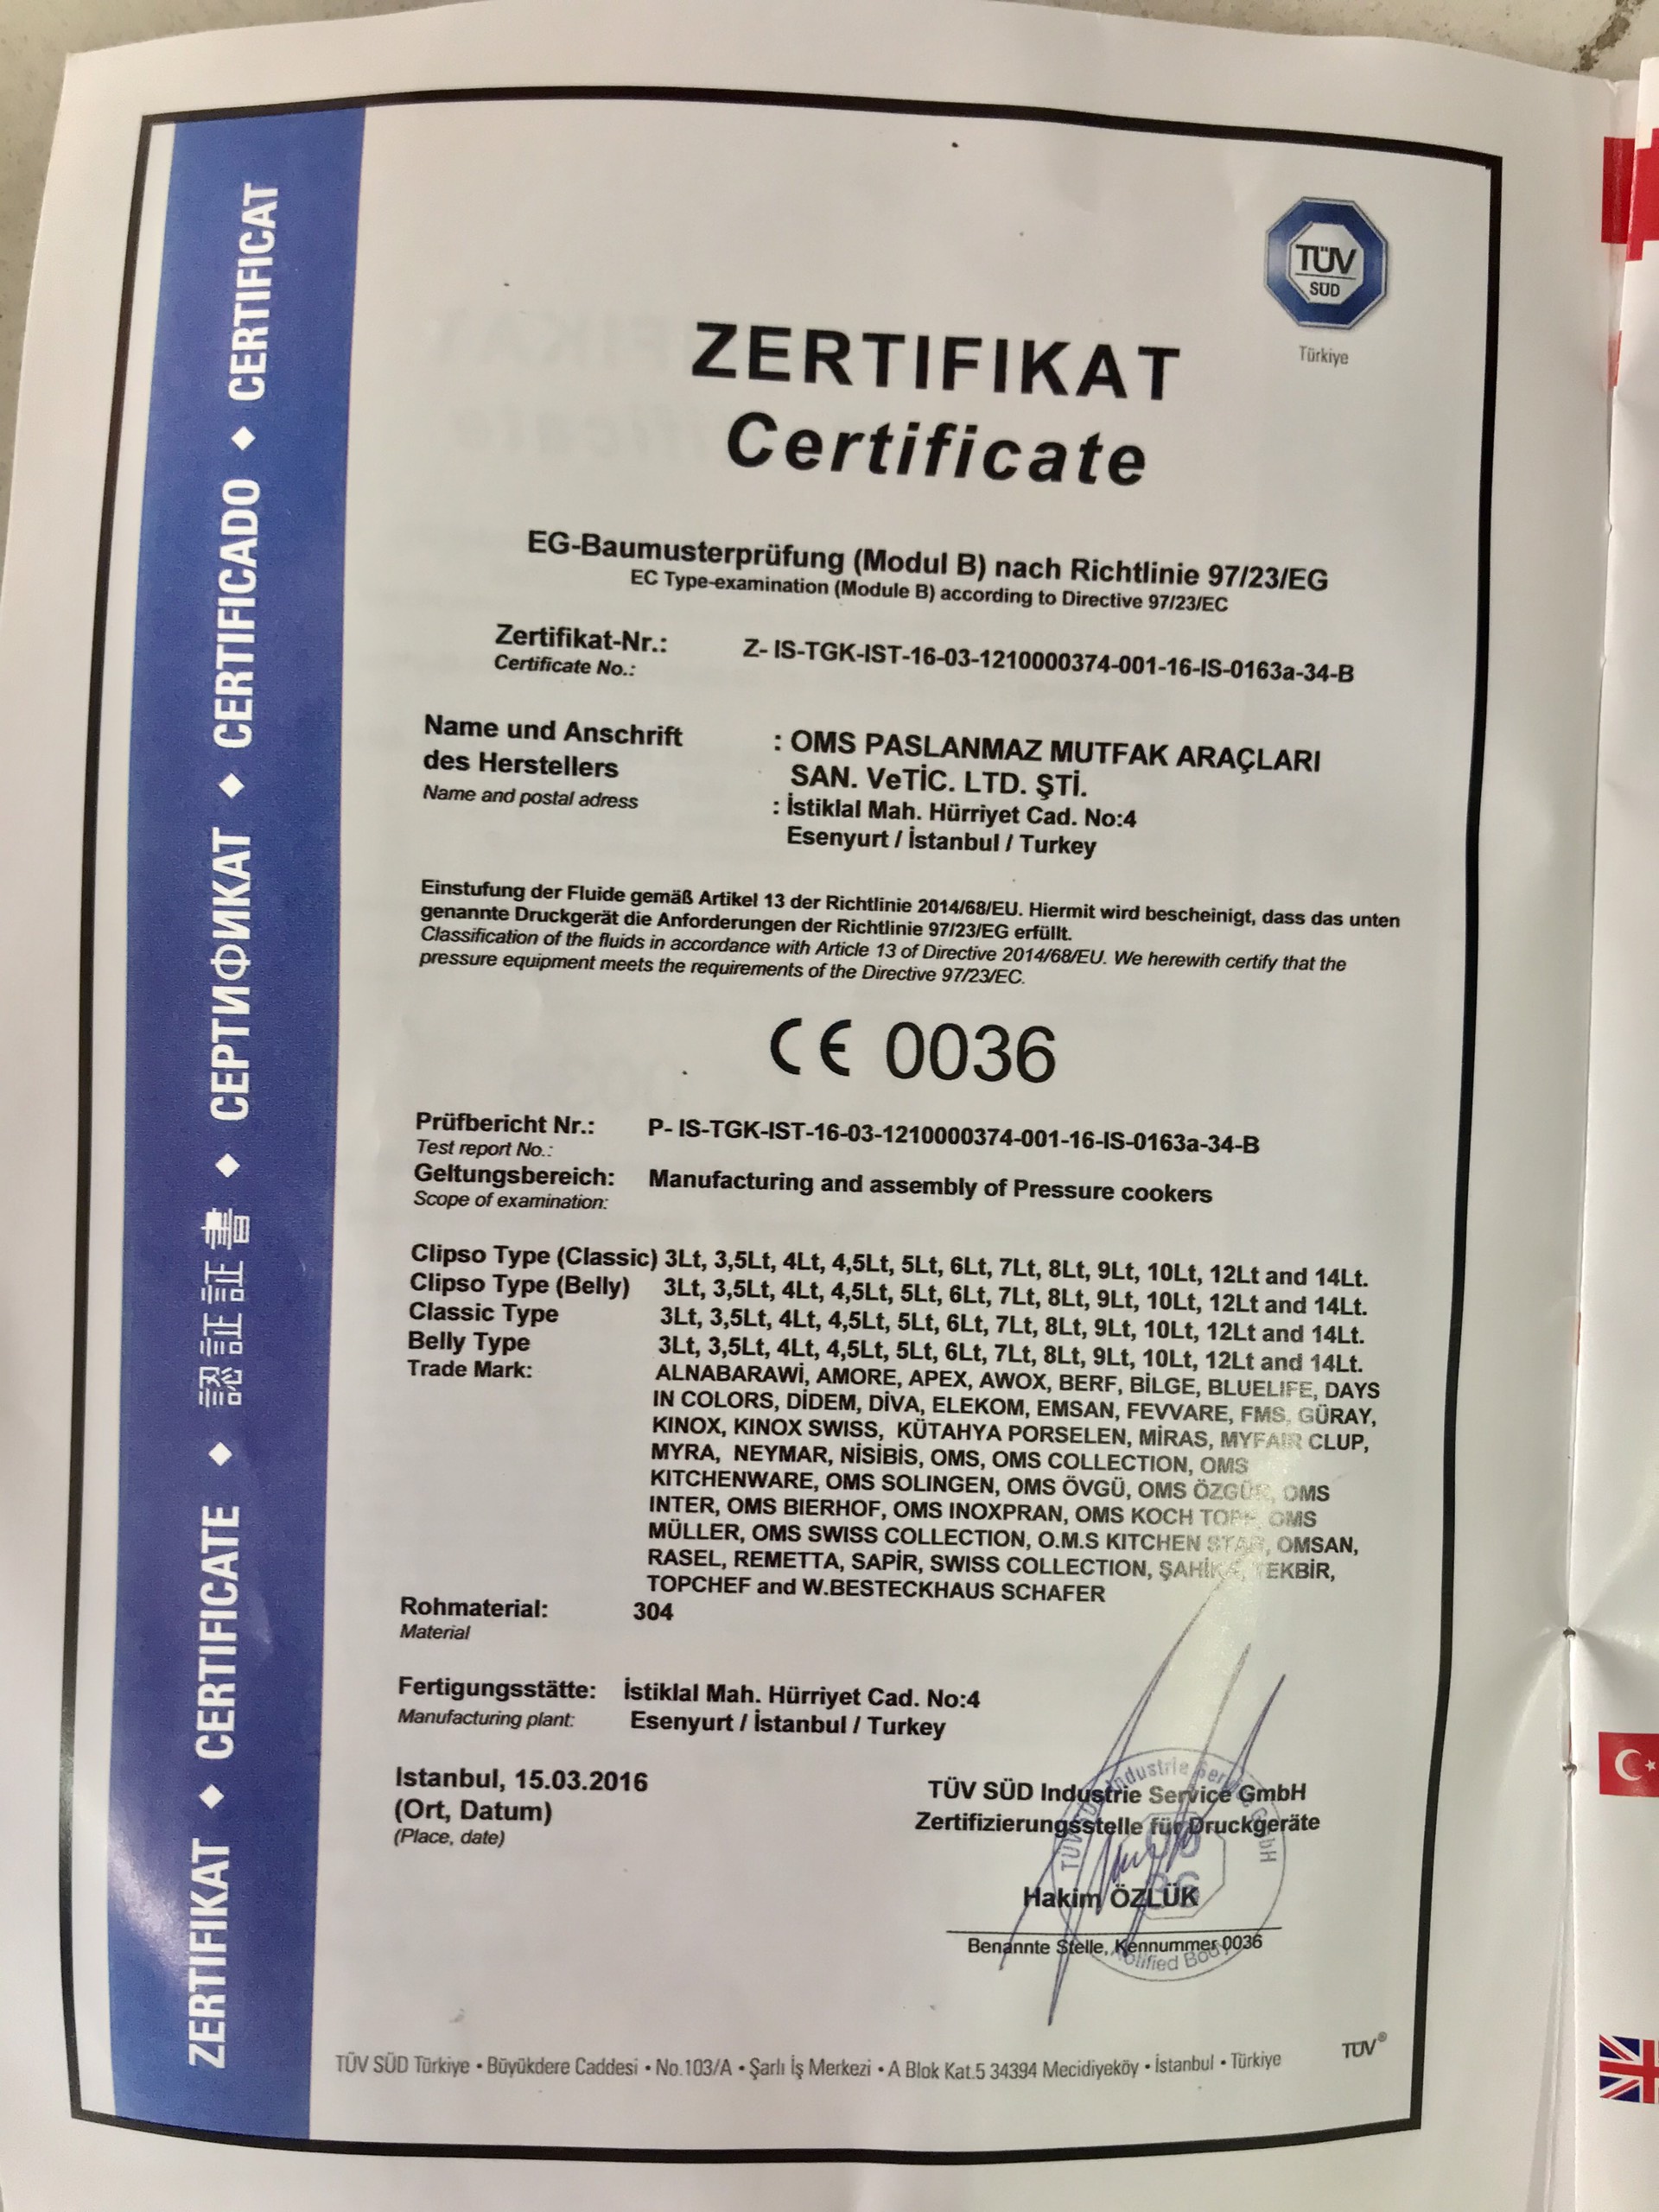 TÜV
SÜD
Türkiye
ZERTIFIKAT
Certificate
EG-Baumusterprüfung (Modul B) nach Richtlinie 97/23/EG
EC Type-examination (Module B) according to Directive 97/23/EC
Zertifikat-Nr.: Z- IS-TGK-IST-16-03-1210000374-001-16-IS-0163a-34-B
Certificate No.:
Name und Anschrift : OMS PASLANMAZ MUTFAK ARAÇLARI
des Herstellers SAN. VeTİC. LTD. ŞTİ.
Name and postal adress : İstiklal Mah. Hürriyet Cad. No:4
Esenyurt / İstanbul / Turkey
Einstufung der Fluide gemäß Artikel 13 der Richtlinie 2014/68/EU. Hiermit wird bescheinigt, dass das unten
genannte Druckgerät die Anforderungen der Richtlinie 97/23/EG erfüllt.
Classification of the fluids in accordance with Article 13 of Directive 2014/68/EU. We herewith certify that the
pressure equipment meets the requirements of the Directive 97/23/EC.
CE 0036
Prüfbericht Nr.: P- IS-TGK-IST-16-03-1210000374-001-16-IS-0163a-34-B
Test report No.:
Geltungsbereich: Manufacturing and assembly of Pressure cookers
Scope of examination:
Clipso Type (Classic) 3Lt, 3,5Lt, 4Lt, 4,5Lt, 5Lt, 6Lt, 7Lt, 8Lt, 9Lt, 10Lt, 12Lt and 14Lt.
Clipso Type (Belly) 3Lt, 3,5Lt, 4Lt, 4,5Lt, 5Lt, 6Lt, 7Lt, 8Lt, 9Lt, 10Lt, 12Lt and 14Lt.
Classic Type 3Lt, 3,5Lt, 4Lt, 4,5Lt, 5Lt, 6Lt, 7Lt, 8Lt, 9Lt, 10Lt, 12Lt and 14Lt.
Belly Type 3Lt, 3,5Lt, 4Lt, 4,5Lt, 5Lt, 6Lt, 7Lt, 8Lt, 9Lt, 10Lt, 12Lt and 14Lt.
Trade Mark: ALNABARAWİ, AMORE, APEX, AWOX, BERF, BİLGE, BLUELIFE, DAYS
IN COLORS, DİDEM, DİVA, ELEKOM, EMSAN, FEVVARE, FMS, GÜRAY,
KINOX, KINOX SWISS, KÜTAHYA PORSELEN, MİRAS, MYFAIR CLUP,
MYRA, NEYMAR, NİSİBİS, OMS, OMS COLLECTION, OMS
KITCHENWARE, OMS SOLINGEN, OMS ÖVGÜ, OMS ÖZGÜR, OMS
INTER, OMS BIERHOF, OMS INOXPRAN, OMS KOCH TOPF, OMS
MÜLLER, OMS SWISS COLLECTION, O.M.S KITCHEN STAR, OMSAN,
RASEL, REMETTA, SAPİR, SWISS COLLECTION, ŞAHİKA, TEKBİR,
TOPCHEF and W.BESTECKHAUS SCHAFER
Rohmaterial: 304
Material
Fertigungsstätte: İstiklal Mah. Hürriyet Cad. No:4
Manufacturing plant: Esenyurt / İstanbul / Turkey
Istanbul, 15.03.2016
(Ort, Datum)
(Place, date)
TÜV SÜD Industrie Service GmbH
Zertifizierungsstelle für Druckgeräte
Hakim ÖZLÜK
Benannte Stelle, Kennummer 0036
TÜV SÜD Industrie Service GmbH
0036
TÜV SÜD Türkiye • Büyükdere Caddesi • No.103/A • Şarlı İş Merkezi • A Blok Kat.5 34394 Mecidiyeköy • İstanbul • Türkiye
TÜV®
ZERTIFIKAT ◆ CERTIFICATE ◆ 認証証書 ◆ СЕРТИФИКАТ ◆ CERTIFICADO ◆ CERTIFICAT